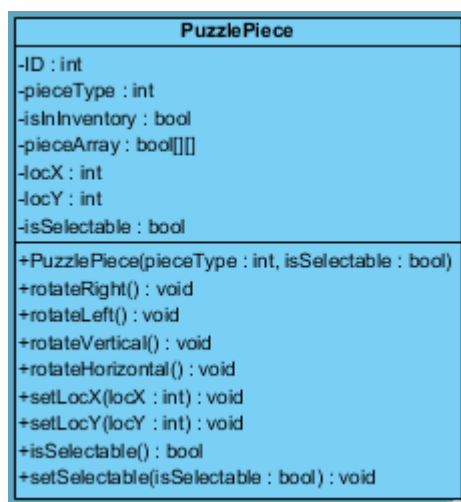 PuzzlePiece
-ID : int
-pieceType : int
-isInInventory : bool
-pieceArray : bool[][]
-locX : int
-locY : int
-isSelectable : bool
+PuzzlePiece(pieceType : int, isSelectable : bool)
+rotateRight() : void
+rotateLeft() : void
+rotateVertical() : void
+rotateHorizontal() : void
+setLocX(locX : int) : void
+setLocY(locY : int) : void
+isSelectable() : bool
+setSelectable(isSelectable : bool) : void